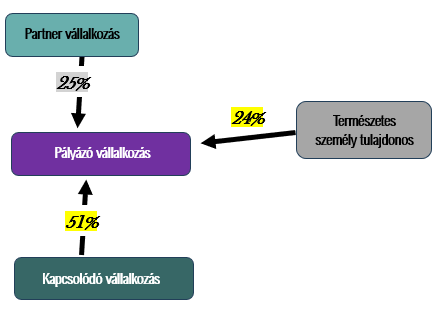 Partner vállalkozás
25%
24%
Természetes
személy tulajdonos
Pályázó vállalkozás
51%
Kapcsolódó vállalkozás